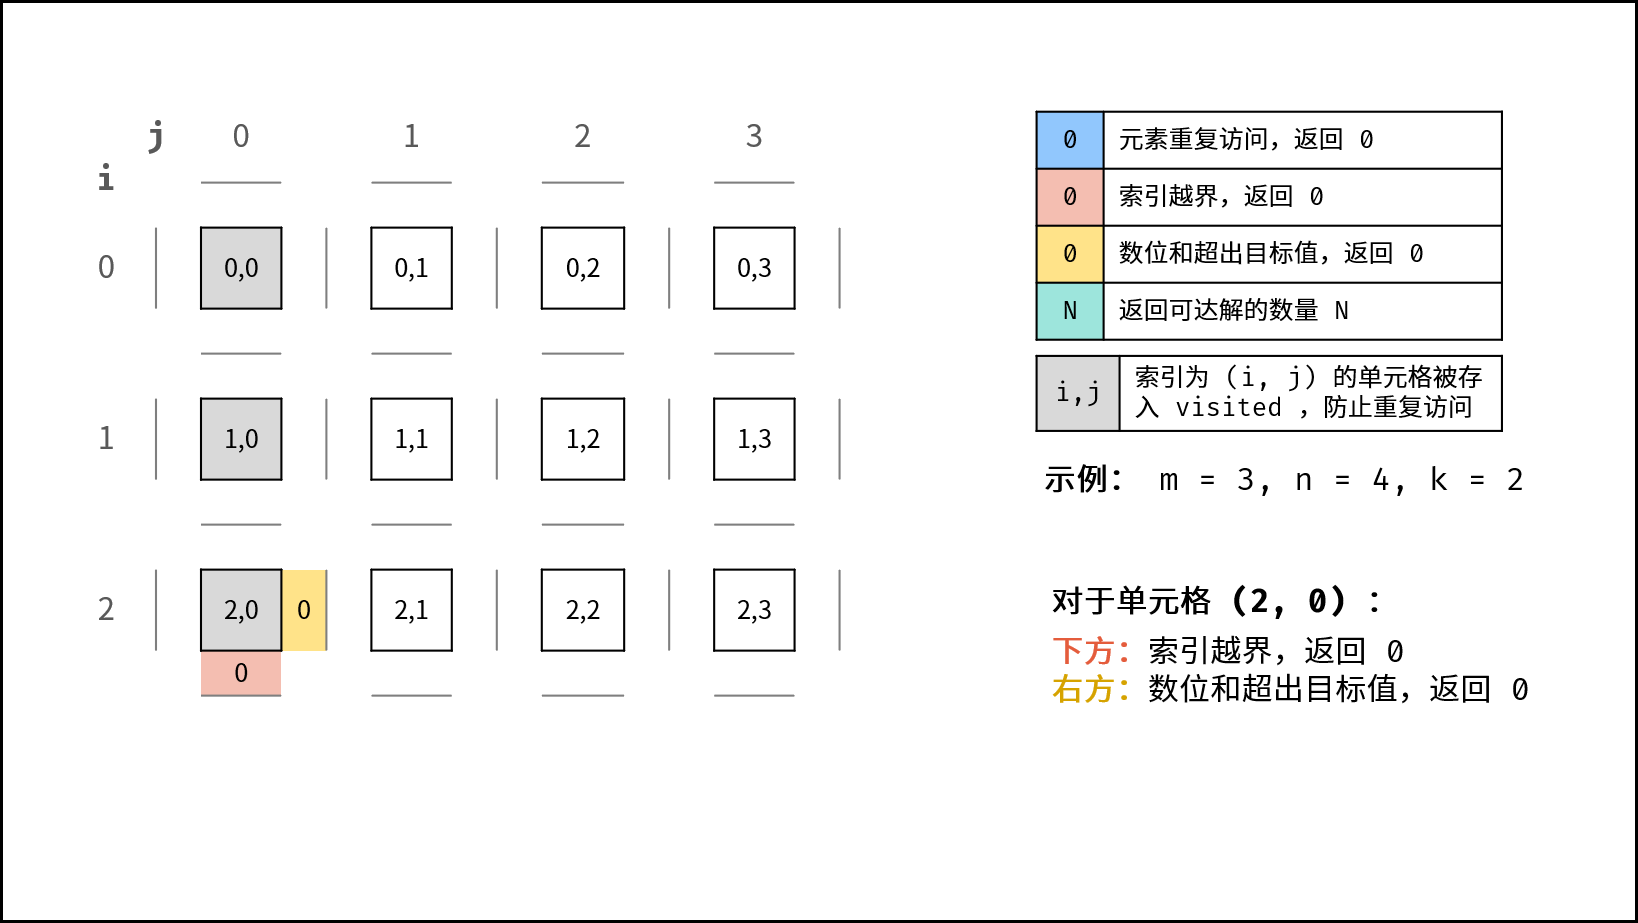 j 0 1 2 3
i
0 0,0 0,1 0,2 0,3
1 1,0 1,1 1,2 1,3
2 2,0 0 2,1 2,2 2,3
0
0 元素重复访问，返回 0
0 索引越界，返回 0
0 数位和超出目标值，返回 0
N 返回可达解的数量 N
i,j 索引为 (i, j) 的单元格被存
入 visited ，防止重复访问
示例： m = 3, n = 4, k = 2
对于单元格 (2, 0) ：
下方：索引越界，返回 0
右方：数位和超出目标值，返回 0